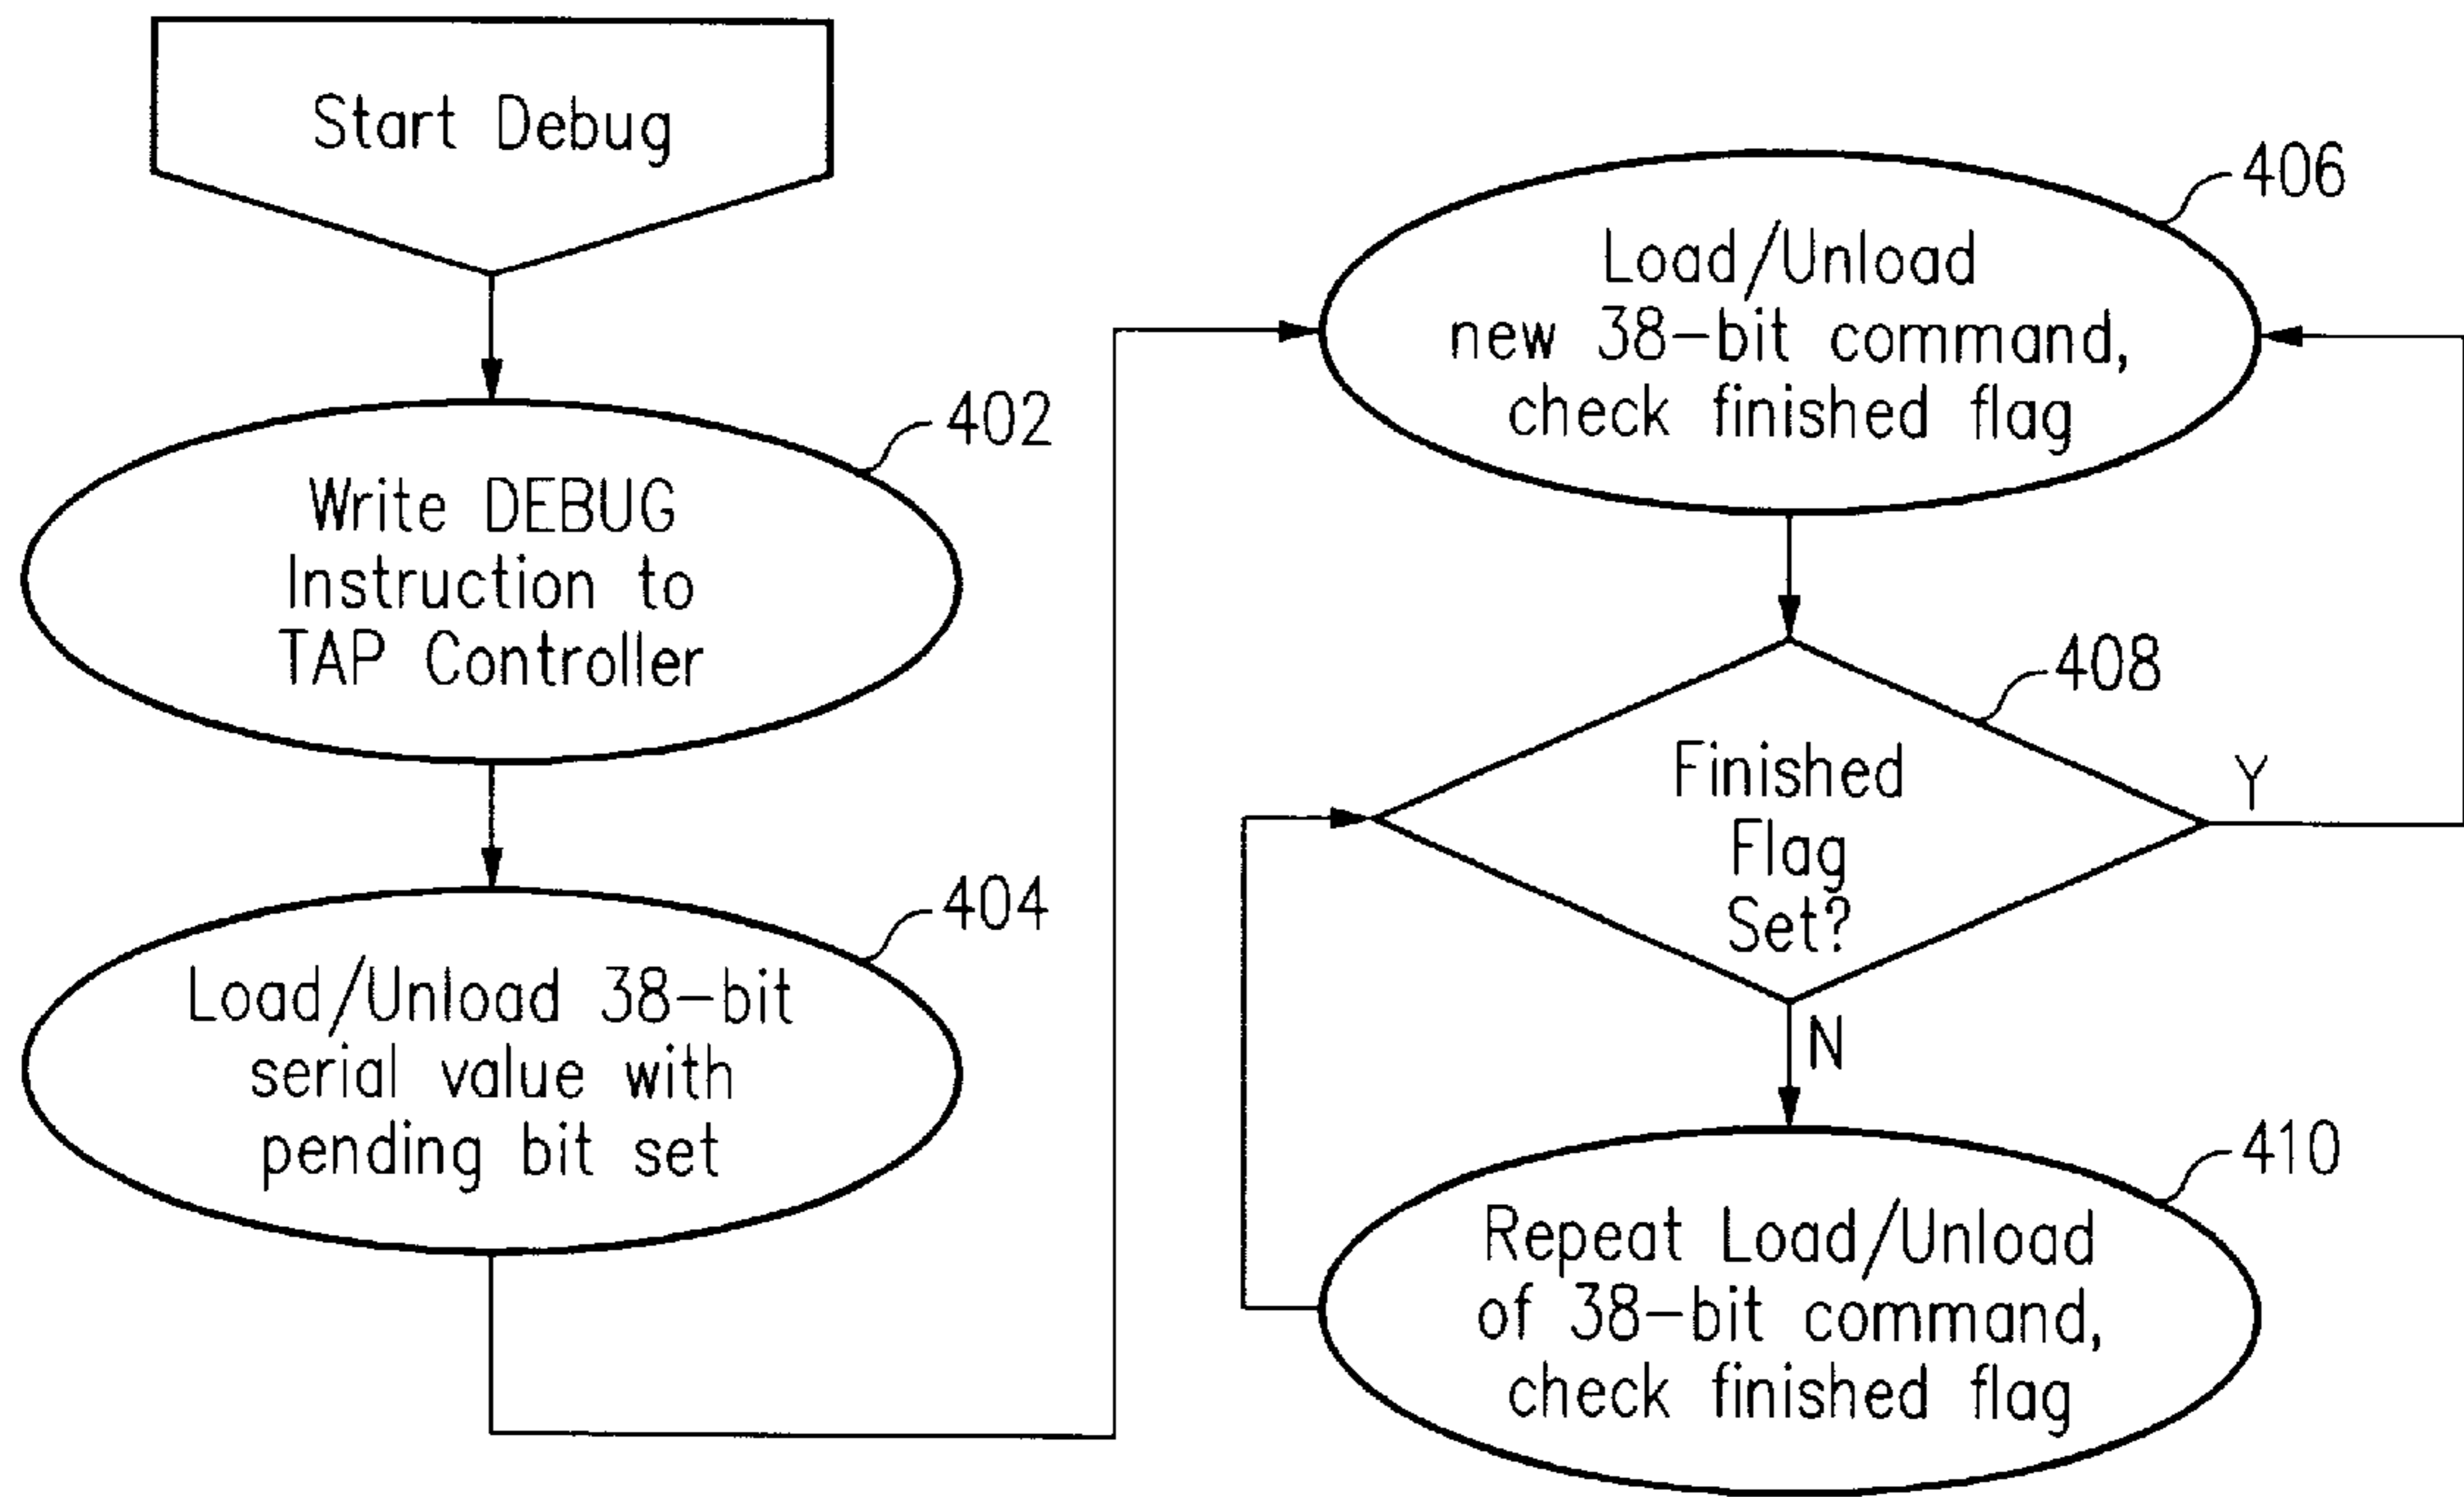 Start Debug
402
Write DEBUG
Instruction to
TAP Controller
404
Load/Unload 38-bit
serial value with
pending bit set
406
Load/Unload
new 38-bit command,
check finished flag
408
Finished
Flag
Set?
Y
N
410
Repeat Load/Unload
of 38-bit command,
check finished flag